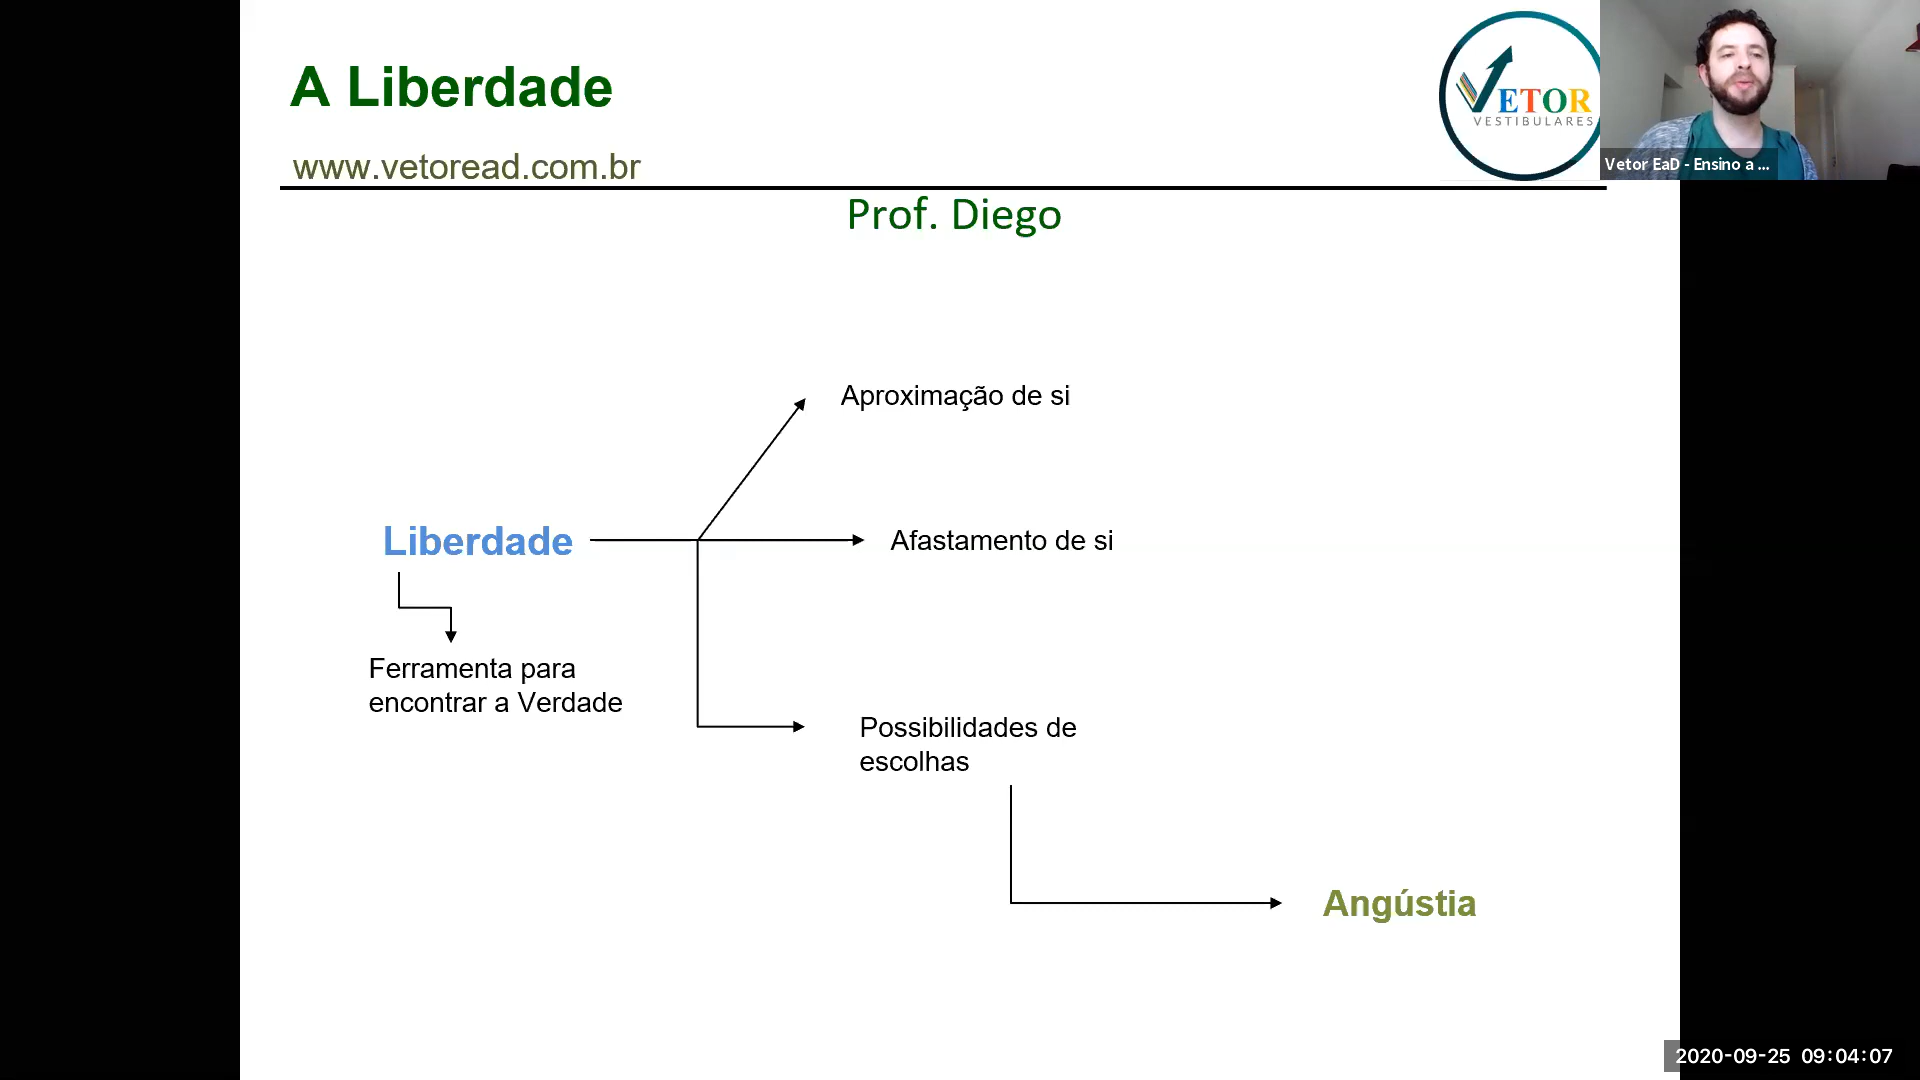 A Liberdade
VETOR
VESTIBULARES
Vetor EaD - Ensino a ...
www.vetoread.com.br
Prof. Diego
Aproximação de si
Liberdade
Afastamento de si
Ferramenta para
encontrar a Verdade
Possibilidades de
escolhas
Angústia
2020-09-25 09:04:07